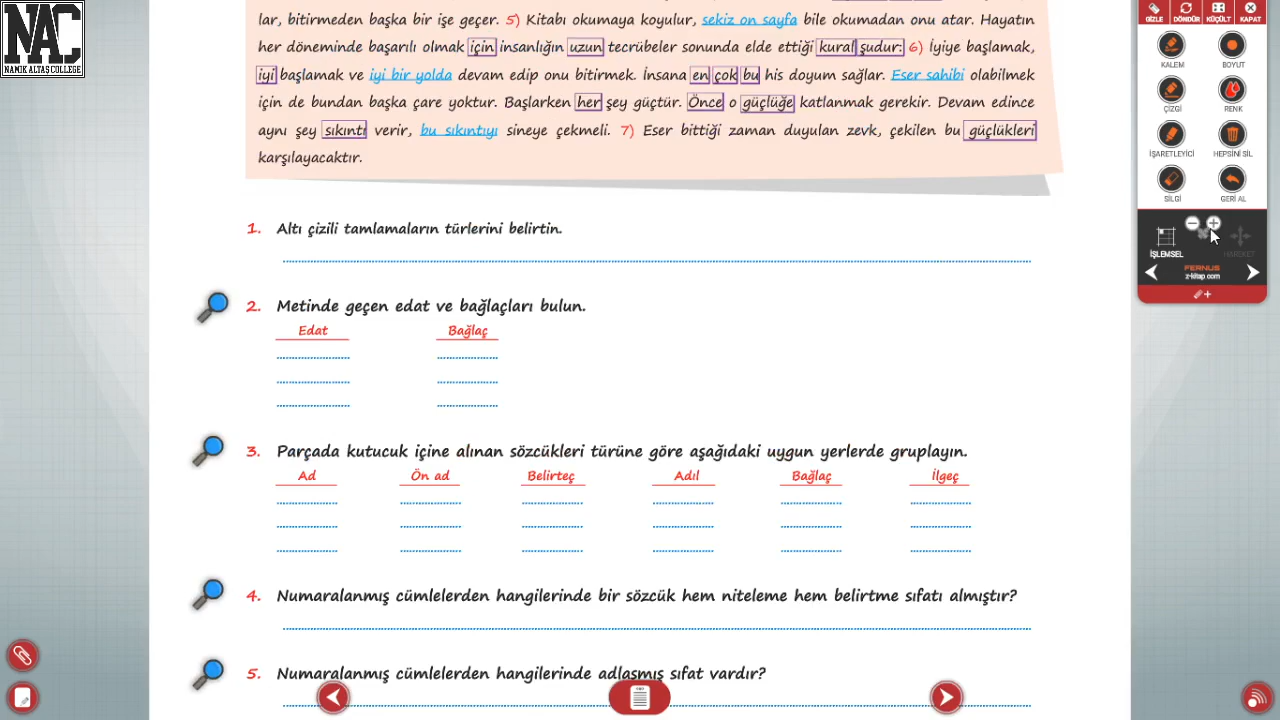 NAC
NAMIK ALTAŞ COLLEGE
lar, bitirmeden başka bir işe geçer. 5) Kitabı okumaya koyulur, sekiz on sayfa bile okumadan onu atar. Hayatın
her döneminde başarılı olmak için insanlığın uzun tecrübeler sonunda elde ettiği kural şudur: 6) İyiye başlamak,
iyi başlamak ve iyi bir yolda devam edip onu bitirmek. İnsana en çok bu his doyum sağlar. Eser sahibi olabilmek
için de bundan başka çare yoktur. Başlarken her şey güçtür. Önce o güçlüğe katlanmak gerekir. Devam edince
aynı şey sıkıntı verir, bu sıkıntıyı sineye çekmeli. 7) Eser bittiği zaman duyulan zevk, çekilen bu güçlükleri
karşılayacaktır.
1. Altı çizili tamlamaların türlerini belirtin.
2. Metinde geçen edat ve bağlaçları bulun.
Edat Bağlaç
3. Parçada kutucuk içine alınan sözcükleri türüne göre aşağıdaki uygun yerlerde gruplayın.
Ad Ön ad Belirteç Adıl Bağlaç İlgeç
4. Numaralanmış cümlelerden hangilerinde bir sözcük hem niteleme hem belirtme sıfatı almıştır?
5. Numaralanmış cümlelerden hangilerinde adlaşmış sıfat vardır?
GİZLE DÖNDÜR KÜÇÜLT KAPAT
KALEM BOYUT
ÇİZGİ RENK
İŞARETLEYİCİ HEPSİNİ SİL
SİLGİ GERİ AL
İŞLEMSEL HAREKET
FERNUS
z-kitap.com